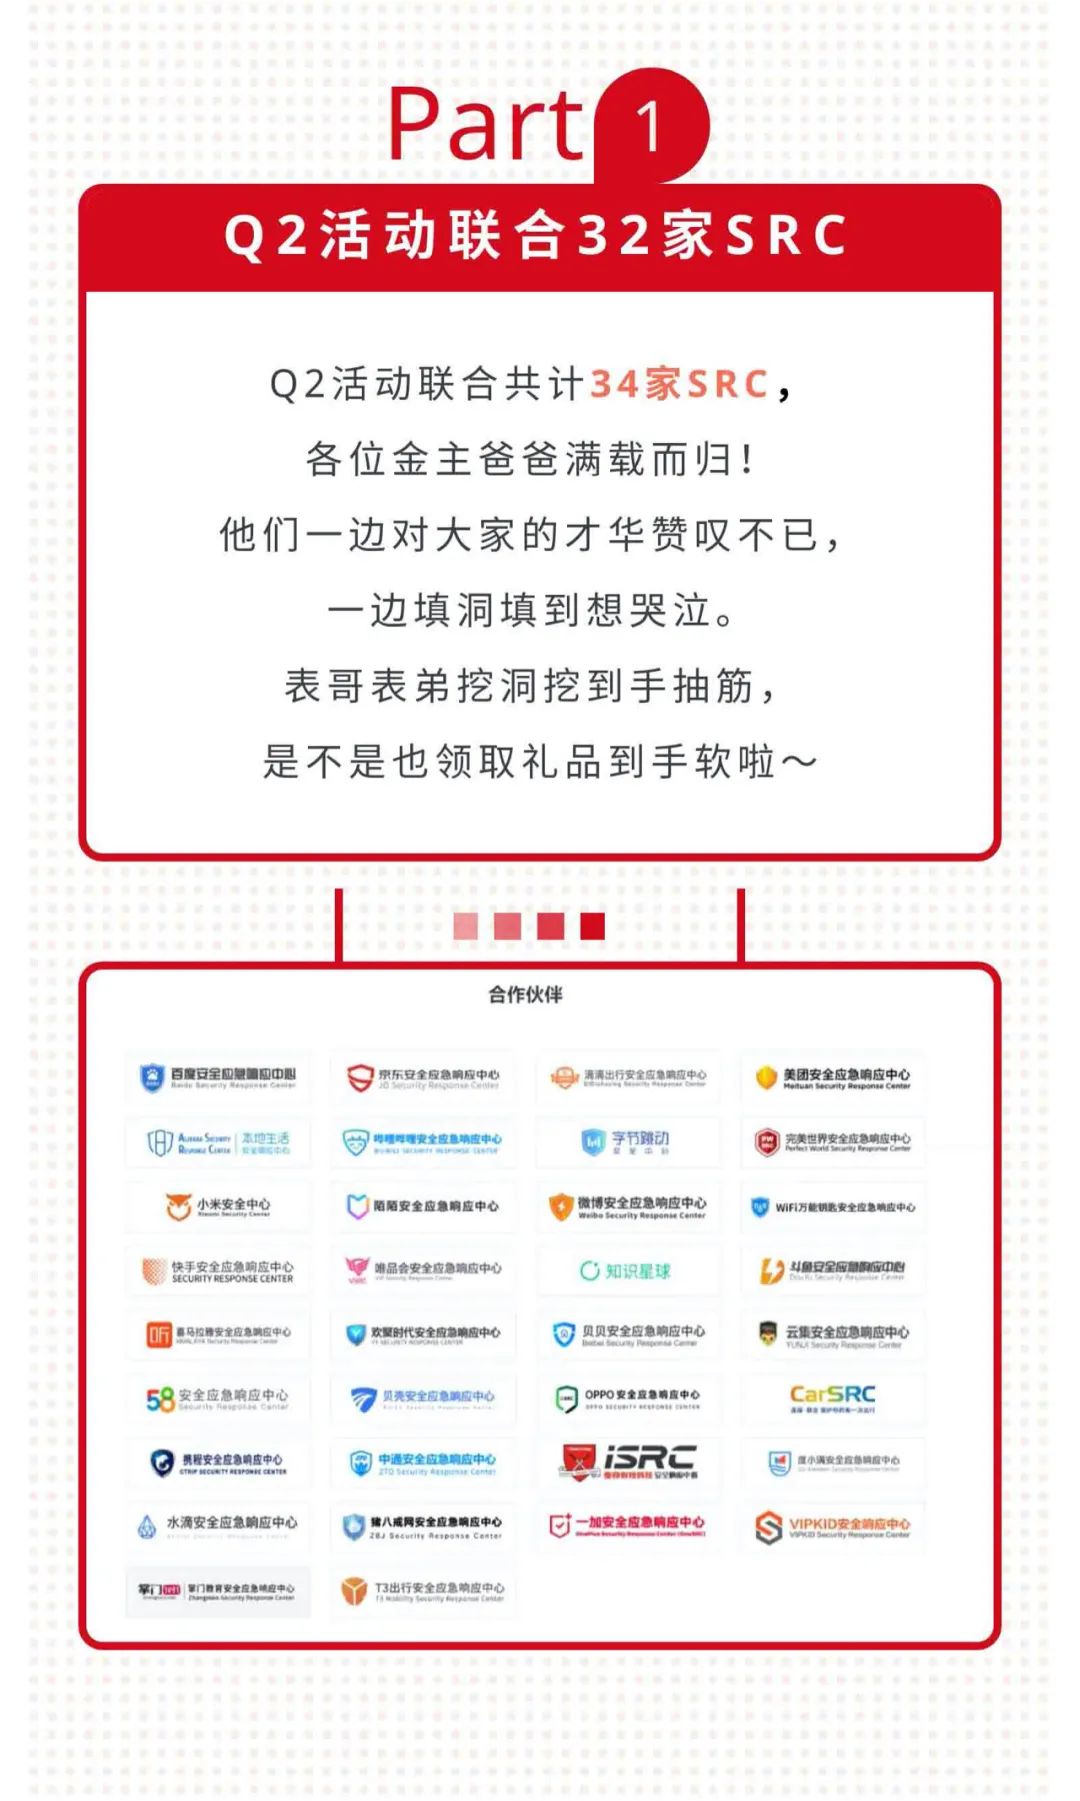 Part 1
Q2活动联合32家SRC
Q2活动联合共计34家SRC，
各位金主爸爸满载而归！
他们一边对大家的才华赞叹不已，
一边填洞填到想哭泣。
表哥表弟挖洞挖到手抽筋，
是不是也领取礼品到手软啦～
合作伙伴
百度安全应急响应中心
Baidu Security Response Center
京东安全应急响应中心
JD Security Response Center
滴滴出行安全应急响应中心
美团安全应急响应中心
Meituan Security Response Center
Alibaba Security
Response Center
本地生活
安全响应中心
哔哩哔哩安全应急响应中心
BILIBILI SECURITY RESPONSE CENTER
字节跳动
安全中心
完美世界安全应急响应中心
Perfect World Security Response Center
小米安全中心
Xiaomi Security Center
陌陌安全应急响应中心
微博安全应急响应中心
Weibo Security Response Center
WiFi万能钥匙安全应急响应中心
快手安全应急响应中心
SECURITY RESPONSE CENTER
唯品会安全应急响应中心
VIP Security Response Center
知识星球
斗鱼安全应急响应中心
DouYu Security Response Center
听
喜马拉雅安全应急响应中心
欢聚时代安全应急响应中心
YY SECURITY RESPONSE CENTER
贝贝安全应急响应中心
Beibei Security Response Center
云集安全应急响应中心
YUNJI Security Response Center
58 安全应急响应中心
Security Response Center
贝壳安全应急响应中心
OPPO安全应急响应中心
OPPO SECURITY RESPONSE CENTER
CarSRC
携程安全应急响应中心
CTRIP SECURITY RESPONSE CENTER
中通安全应急响应中心
ZTO Security Response Center
iSRC
安全响应中心
度小满安全应急响应中心
水滴安全应急响应中心
猪八戒网安全应急响应中心
ZBJ Security Response Center
一加安全应急响应中心
OnePlus Security Response Center (OneSRC)
VIPKID安全响应中心
VIPKID Security Response Center
掌门
掌门教育安全应急响应中心
Zhangmen Security Response Center
T3出行安全应急响应中心
T3 Mobility Security Response Center